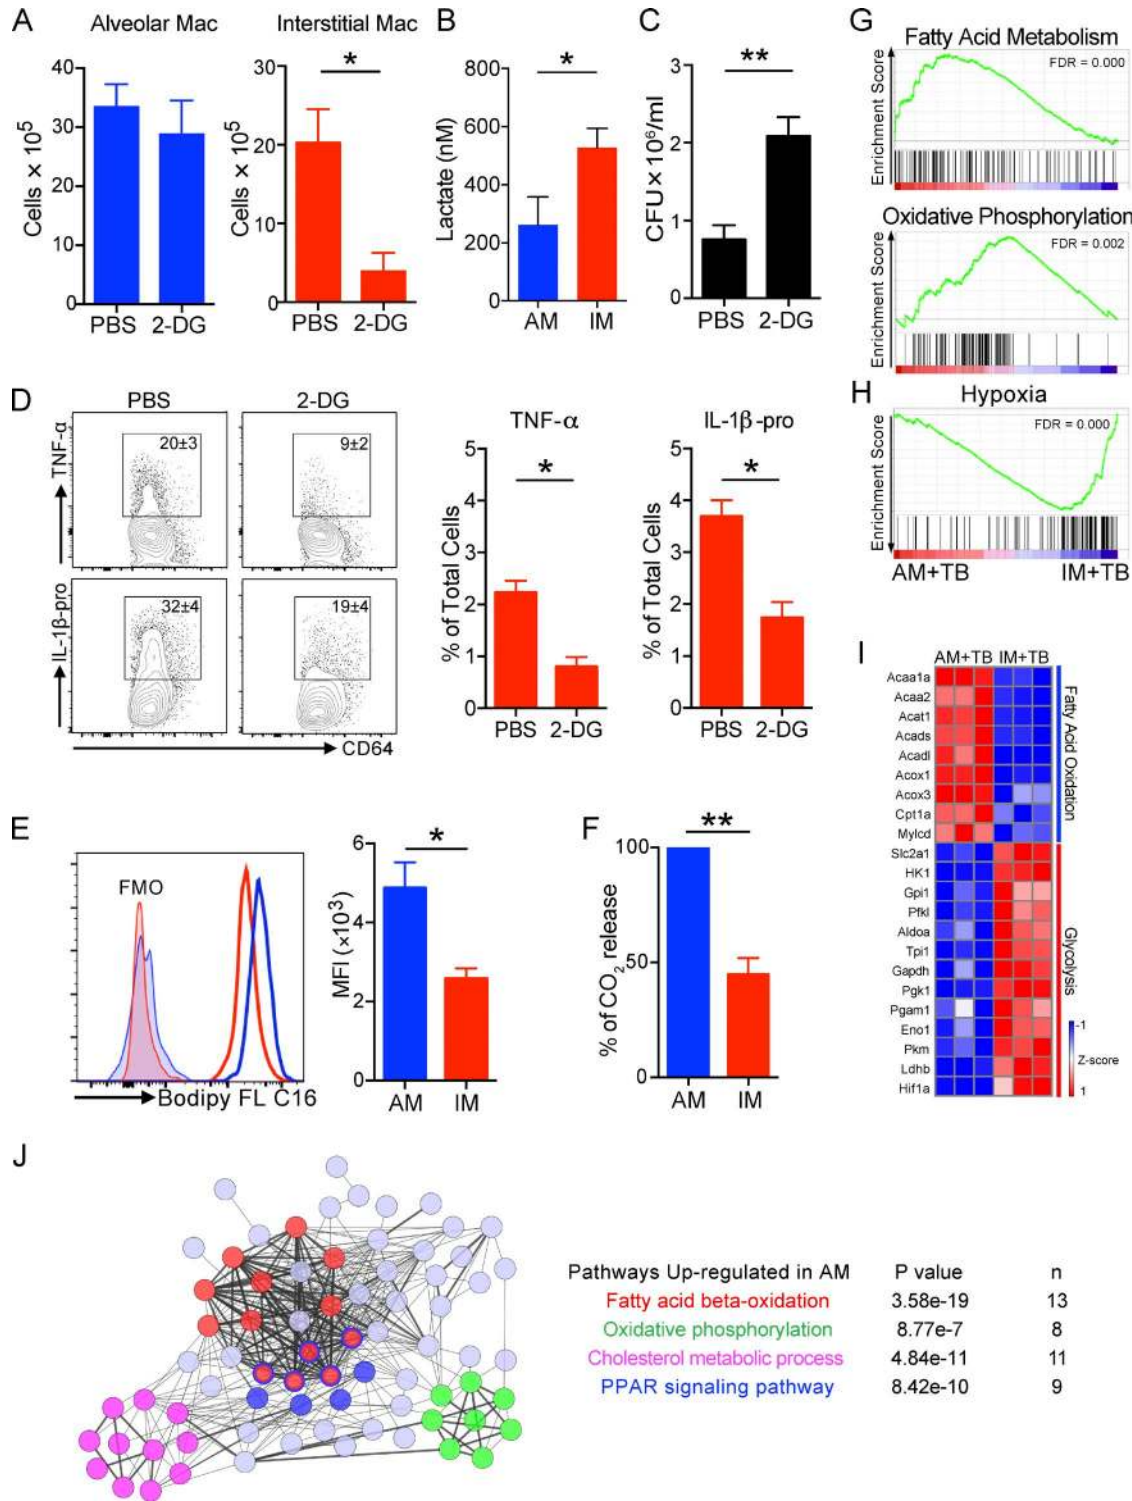 A
Alveolar Mac
Cells × 10⁵
40
30
20
10
0
PBS 2-DG
Interstitial Mac
Cells × 10⁵
30
20
10
0
*
PBS 2-DG
B
Lactate (nM)
800
600
400
200
0
*
AM IM
C
CFU × 10⁶/ml
3
2
1
0
**
PBS 2-DG
G
Fatty Acid Metabolism
FDR = 0.000
Enrichment Score
Oxidative Phosphorylation
FDR = 0.002
Enrichment Score
H
Hypoxia
FDR = 0.000
Enrichment Score
AM+TB IM+TB
D
PBS 2-DG
TNF-α
20±3 9±2
IL-1β-pro
32±4 19±4
CD64
TNF-α
% of Total Cells
5
4
3
2
1
0
*
PBS 2-DG
IL-1β-pro
% of Total Cells
5
4
3
2
1
0
*
PBS 2-DG
I
AM+TB IM+TB
Acaa1a
Acaa2
Acat1
Acads
Acadl
Acox1
Acox3
Cpt1a
Mylcd
Slc2a1
HK1
Gpi1
Pfkl
Aldoa
Tpi1
Gapdh
Pgk1
Pgam1
Eno1
Pkm
Ldhb
Hif1a
Fatty Acid Oxidation
Glycolysis
-1
Z-score
1
E
FMO
Bodipy FL C16
MFI (×10³)
6
4
2
0
*
AM IM
F
% of CO₂ release
100
50
0
**
AM IM
J
Pathways Up-regulated in AM P value n
Fatty acid beta-oxidation 3.58e-19 13
Oxidative phosphorylation 8.77e-7 8
Cholesterol metabolic process 4.84e-11 11
PPAR signaling pathway 8.42e-10 9